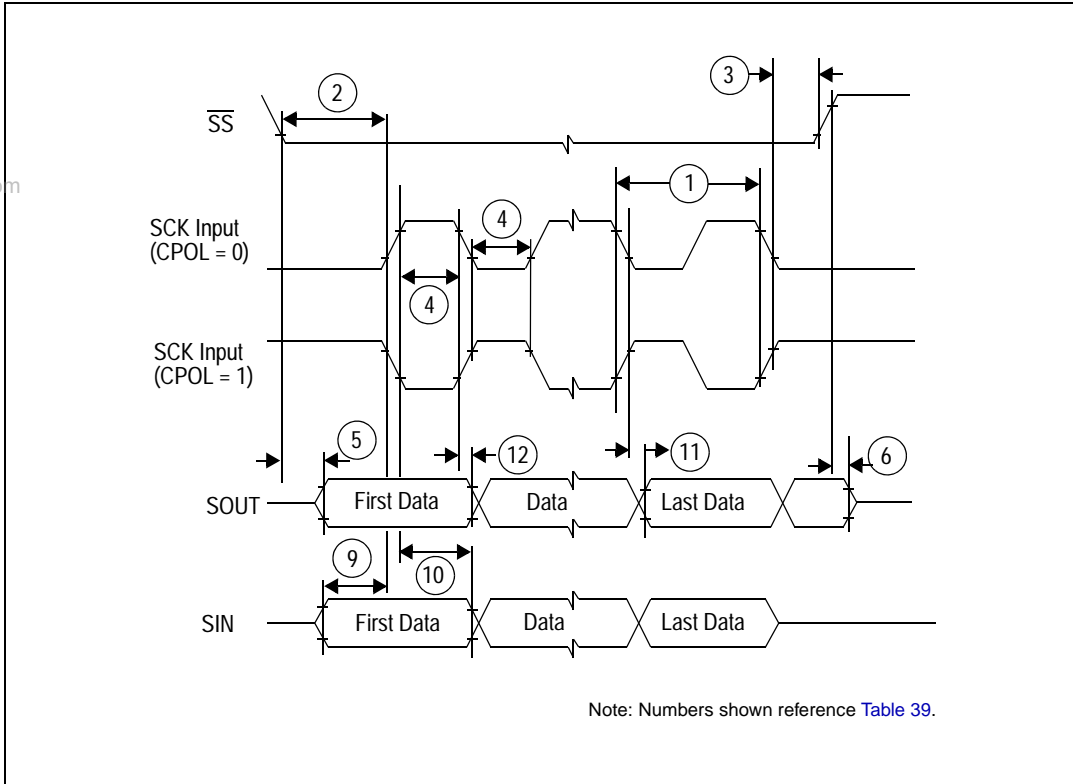 3
2
SS
om
1
SCK Input
(CPOL = 0)
4
4
SCK Input
(CPOL = 1)
5
12
11
6
SOUT
First Data
Data
Last Data
9
10
SIN
First Data
Data
Last Data
Note: Numbers shown reference Table 39.